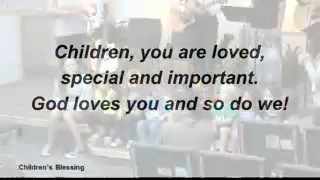 Children, you are loved,
special and important.
God loves you and so do we!
Children's Blessing